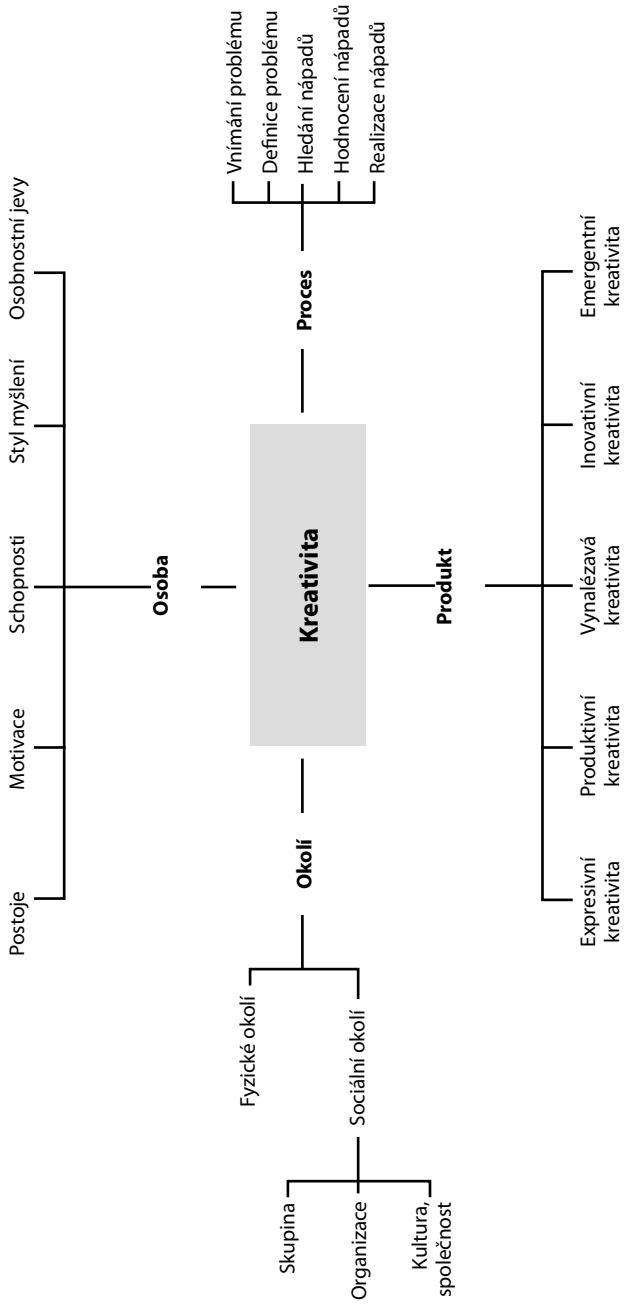 Postoje
Motivace
Schopnosti
Styl myšlení
Osobnostní jevy
Osoba
Fyzické okolí
Sociální okolí
Skupina
Organizace
Kultura,
společnost
Okolí
Kreativita
Proces
Vnímání problému
Definice problému
Hledání nápadů
Hodnocení nápadů
Realizace nápadů
Produkt
Expresivní
kreativita
Produktivní
kreativita
Vynalézavá
kreativita
Inovativní
kreativita
Emergentní
kreativita